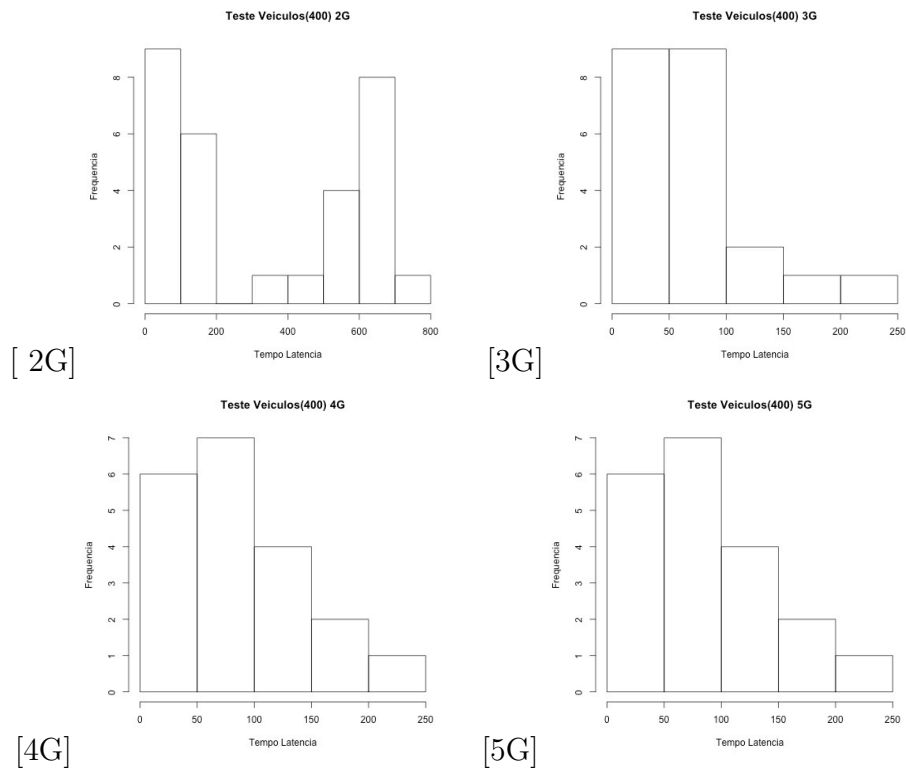 Teste Veiculos(400) 2G
Frequencia
0 2 4 6 8
0 200 400 600 800
Tempo Latencia
[ 2G]
Teste Veiculos(400) 3G
Frequencia
0 2 4 6 8
0 50 100 150 200 250
Tempo Latencia
[3G]
Teste Veiculos(400) 4G
Frequencia
0 1 2 3 4 5 6 7
0 50 100 150 200 250
Tempo Latencia
[4G]
Teste Veiculos(400) 5G
Frequencia
0 1 2 3 4 5 6 7
0 50 100 150 200 250
Tempo Latencia
[5G]